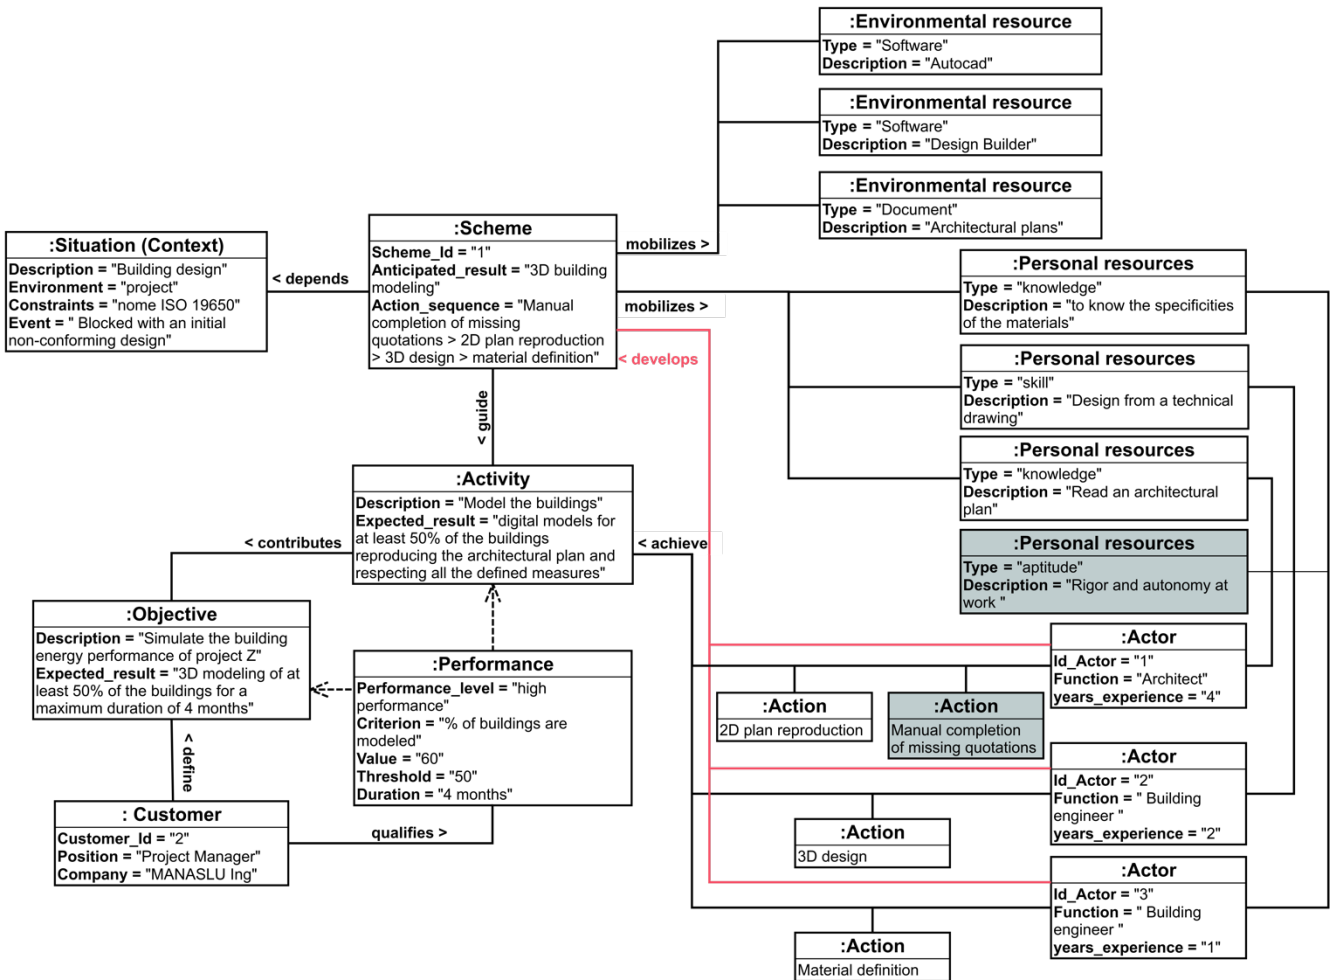 :Environmental resource
Type = "Software"
Description = "Autocad"
:Environmental resource
Type = "Software"
Description = "Design Builder"
:Environmental resource
Type = "Document"
Description = "Architectural plans"
:Situation (Context)
Description = "Building design"
Environment = "project"
Constraints = "nome ISO 19650"
Event = " Blocked with an initial
non-conforming design"
< depends
:Scheme
Scheme_Id = "1"
Anticipated_result = "3D building
modeling"
Action_sequence = "Manual
completion of missing
quotations > 2D plan reproduction
> 3D design > material definition"
mobilizes >
mobilizes >
< develops
:Personal resources
Type = "knowledge"
Description = "to know the specificities
of the materials"
:Personal resources
Type = "skill"
Description = "Design from a technical
drawing"
:Personal resources
Type = "knowledge"
Description = "Read an architectural
plan"
:Personal resources
Type = "aptitude"
Description = "Rigor and autonomy at
work "
< guide
:Activity
Description = "Model the buildings"
Expected_result = "digital models for
at least 50% of the buildings
reproducing the architectural plan and
respecting all the defined measures"
< contributes
< achieve
:Objective
Description = "Simulate the building
energy performance of project Z"
Expected_result = "3D modeling of at
least 50% of the buildings for a
maximum duration of 4 months"
:Performance
Performance_level = "high
performance"
Criterion = "% of buildings are
modeled"
Value = "60"
Threshold = "50"
Duration = "4 months"
< define
: Customer
Customer_Id = "2"
Position = "Project Manager"
Company = "MANASLU Ing"
qualifies >
:Action
2D plan reproduction
:Action
Manual completion
of missing quotations
:Actor
Id_Actor = "1"
Function = "Architect"
years_experience = "4"
:Actor
Id_Actor = "2"
Function = " Building
engineer "
years_experience = "2"
:Action
3D design
:Actor
Id_Actor = "3"
Function = " Building
engineer "
years_experience = "1"
:Action
Material definition